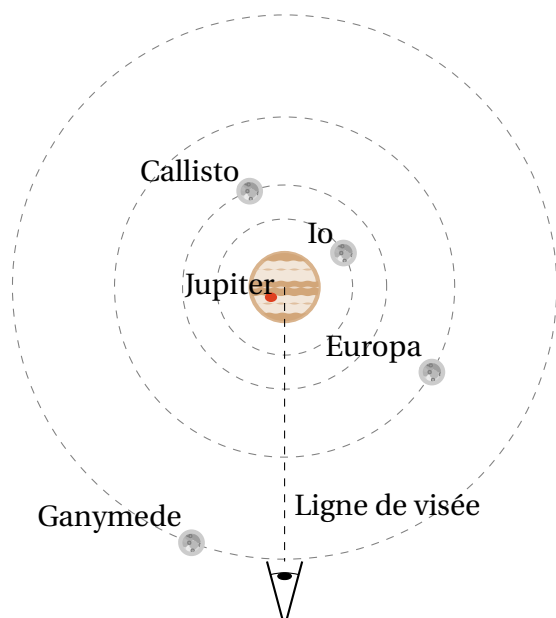 Callisto
Io
Jupiter
Europa
Ligne de visée
Ganymede